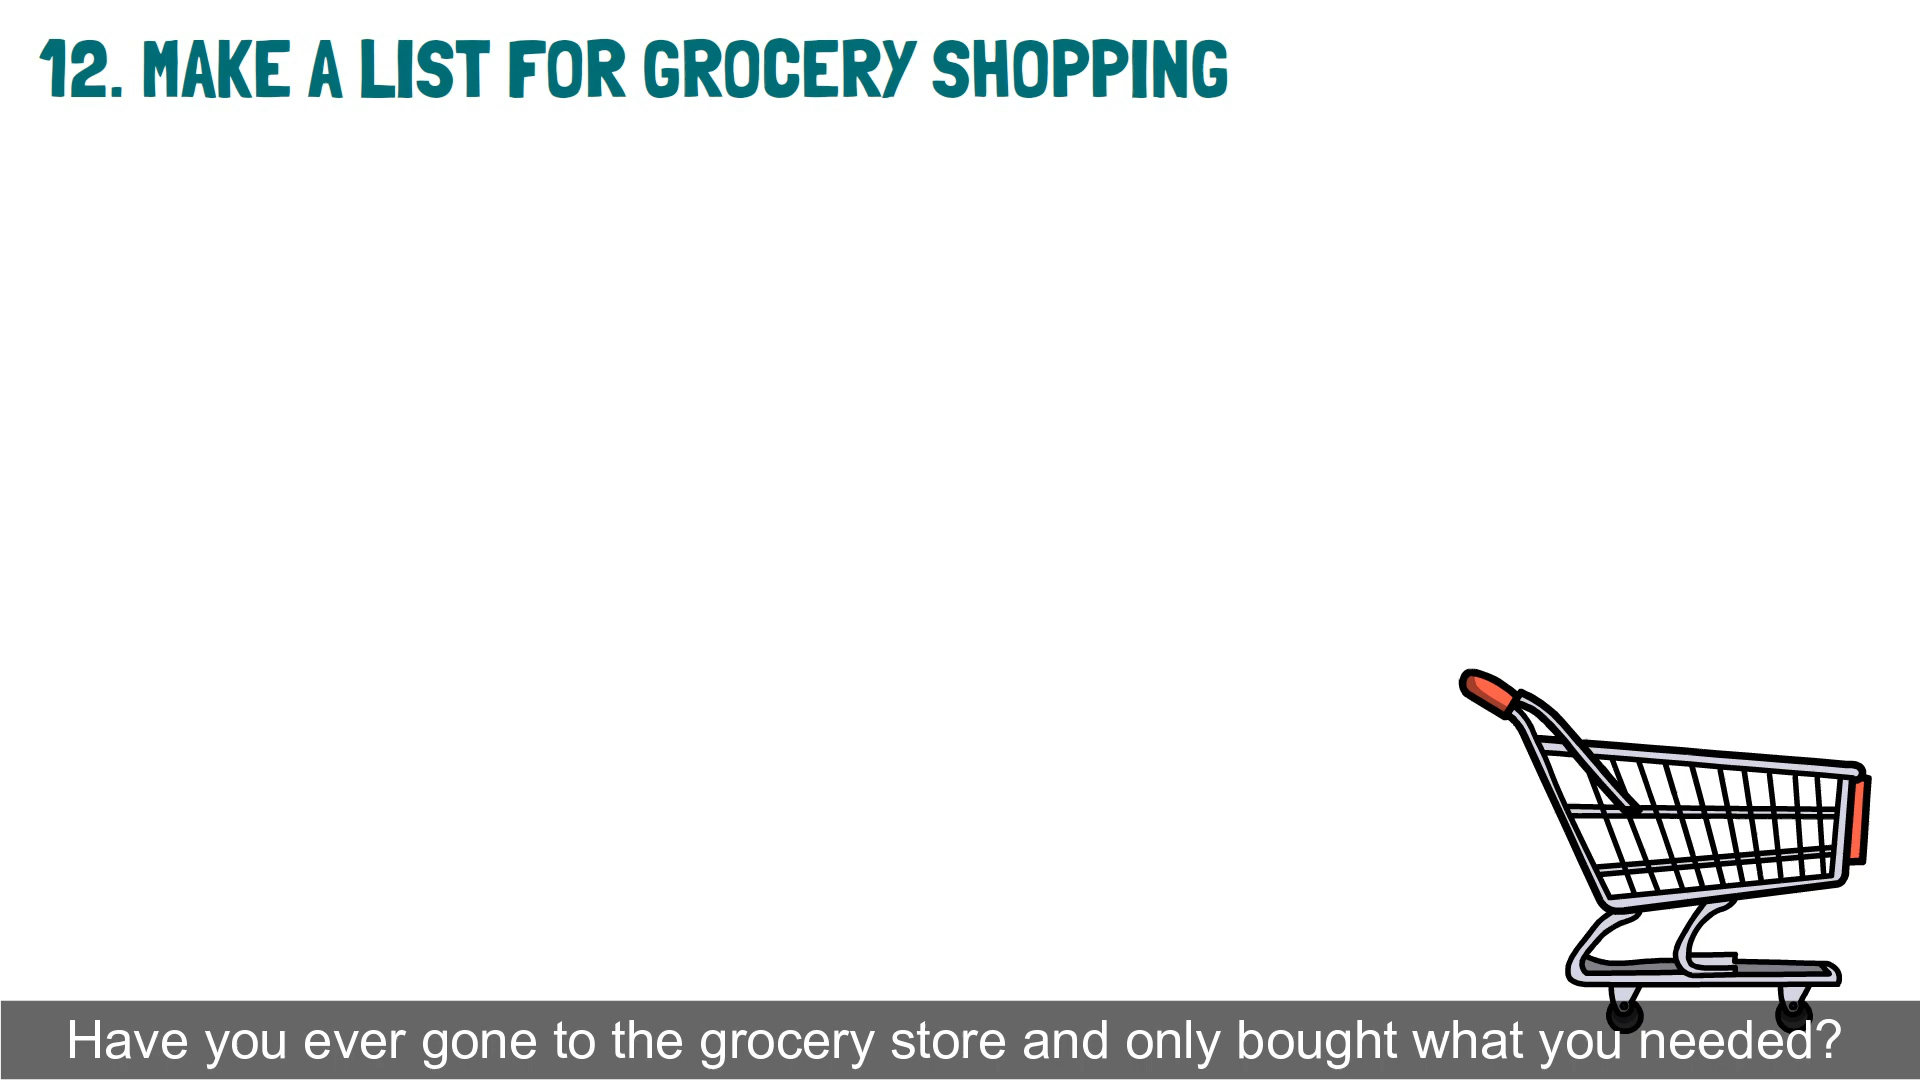 12. MAKE A LIST FOR GROCERY SHOPPING
Have you ever gone to the grocery store and only bought what you needed?